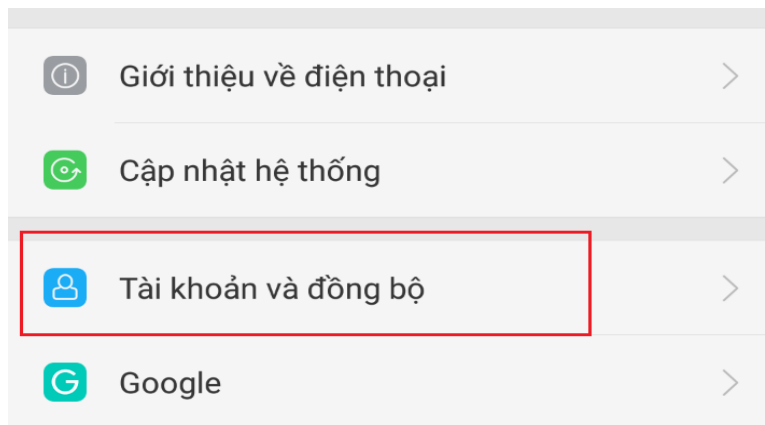 Giới thiệu về điện thoại
Cập nhật hệ thống
Tài khoản và đồng bộ
Google